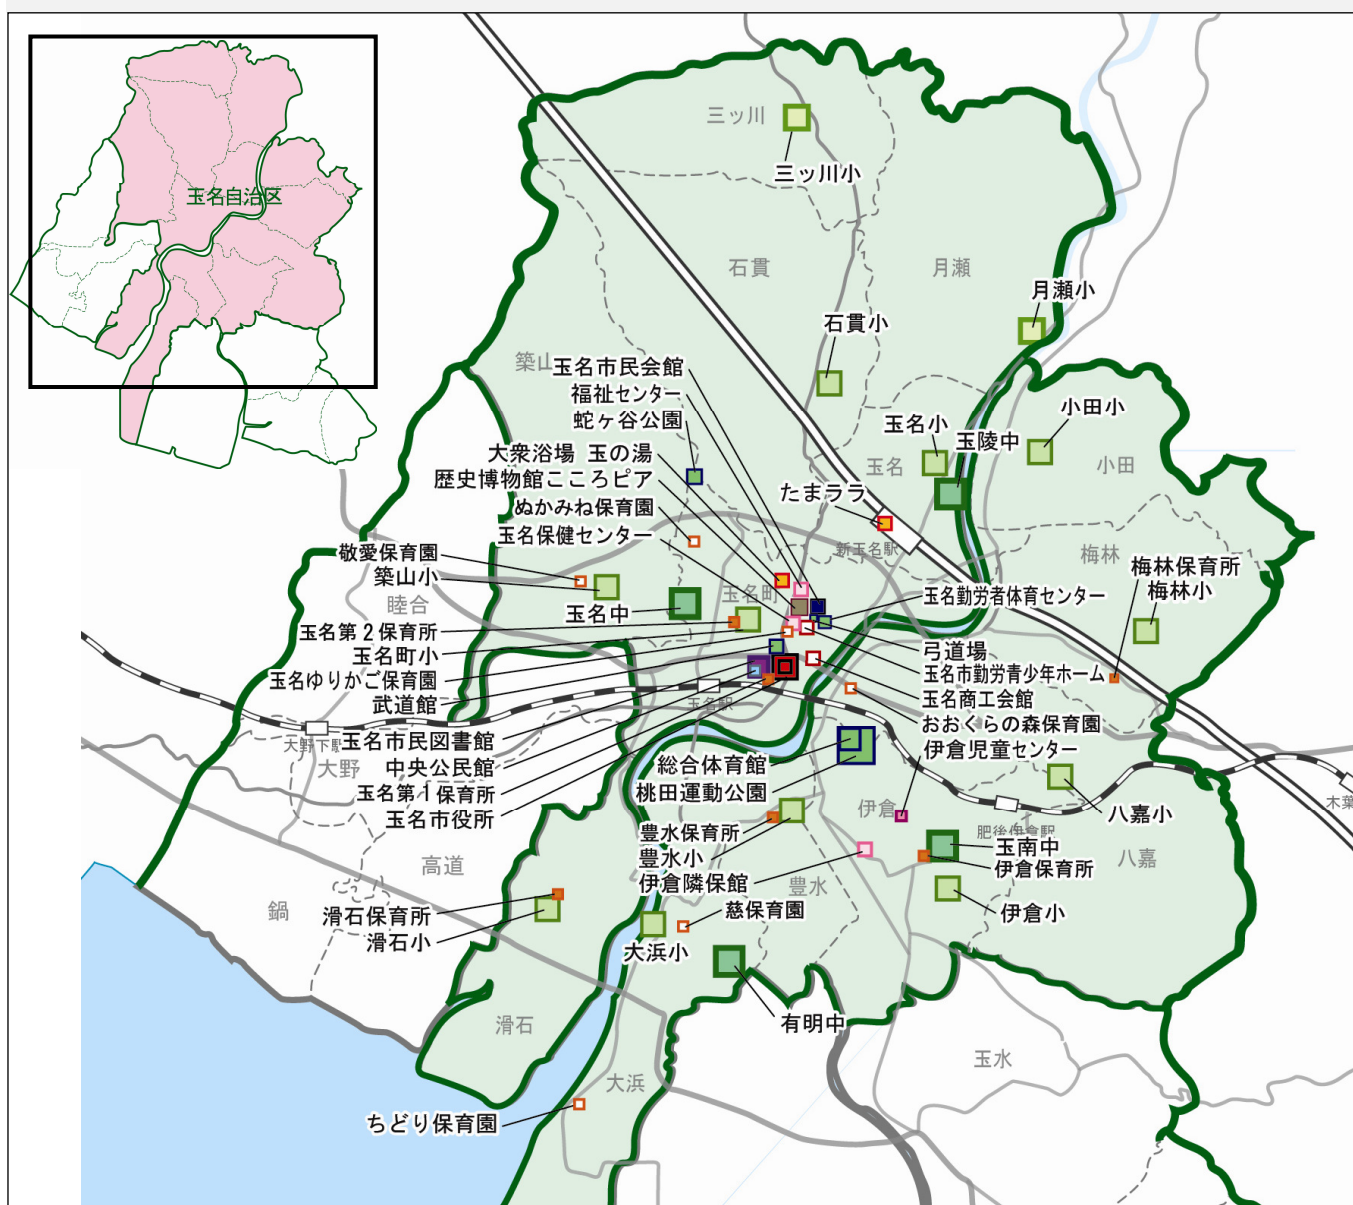 玉名自治区
三ッ川
三ッ川小
石貫
月瀬
月瀬小
石貫小
築山
玉名市民会館
福祉センター
蛇ヶ谷公園
大衆浴場 玉の湯
歴史博物館こころピア
ぬかみね保育園
玉名保健センター
玉名小
玉陵中
小田小
玉名
小田
たまララ
新玉名駅
梅林
梅林保育所
梅林小
敬愛保育園
築山小
睦合
玉名中
玉名町
玉名勤労者体育センター
玉名第2保育所
玉名町小
玉名ゆりかご保育園
武道館
弓道場
玉名市勤労青少年ホーム
玉名商工会館
おおくらの森保育園
伊倉児童センター
玉名駅
大野下駅
大野
玉名市民図書館
中央公民館
玉名第1保育所
玉名市役所
総合体育館
桃田運動公園
伊倉
八嘉小
木葉
豊水保育所
豊水小
伊倉隣保館
肥後伊倉駅
玉南中
伊倉保育所
八嘉
高道
豊水
鍋
滑石保育所
滑石小
慈保育園
伊倉小
大浜小
有明中
滑石
大浜
玉水
ちどり保育園